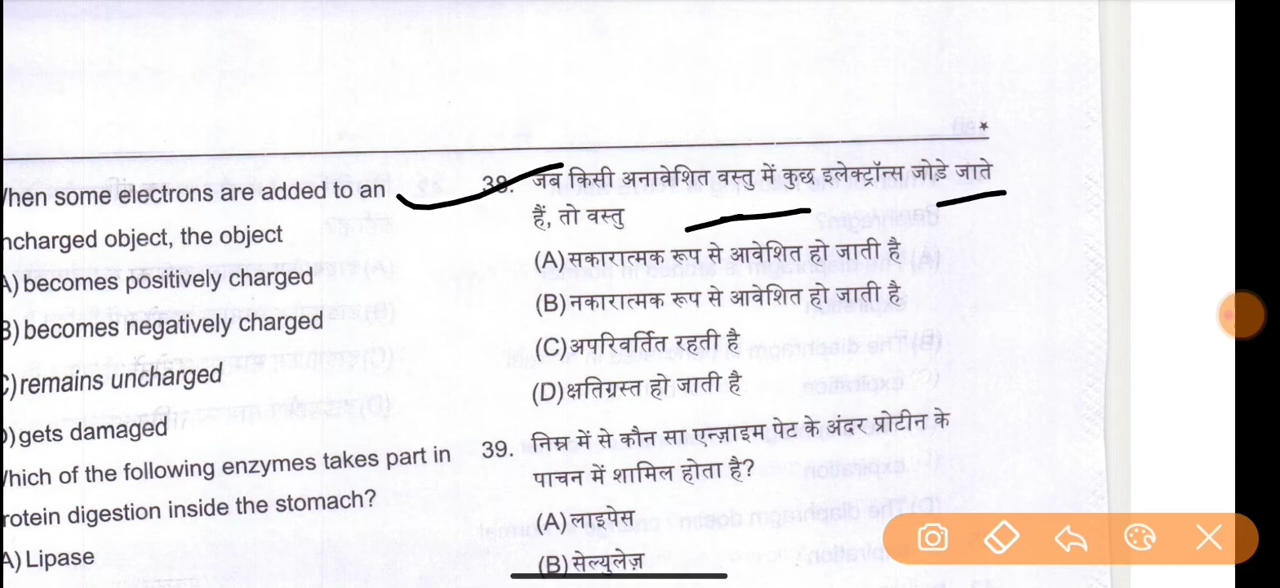 hen some electrons are added to an
ncharged object, the object
A) becomes positively charged
B) becomes negatively charged
C) remains uncharged
D) gets damaged
hich of the following enzymes takes part in
rotein digestion inside the stomach?
A) Lipase
38. जब किसी अनावेशित वस्तु में कुछ इलेक्ट्रॉन्स जोड़े जाते
हैं, तो वस्तु
(A) सकारात्मक रूप से आवेशित हो जाती है
(B) नकारात्मक रूप से आवेशित हो जाती है
(C) अपरिवर्तित रहती है
(D) क्षतिग्रस्त हो जाती है
39. निम्न में से कौन सा एन्ज़ाइम पेट के अंदर प्रोटीन के
पाचन में शामिल होता है?
(A) लाइपेस
(B) सेल्युलेज़